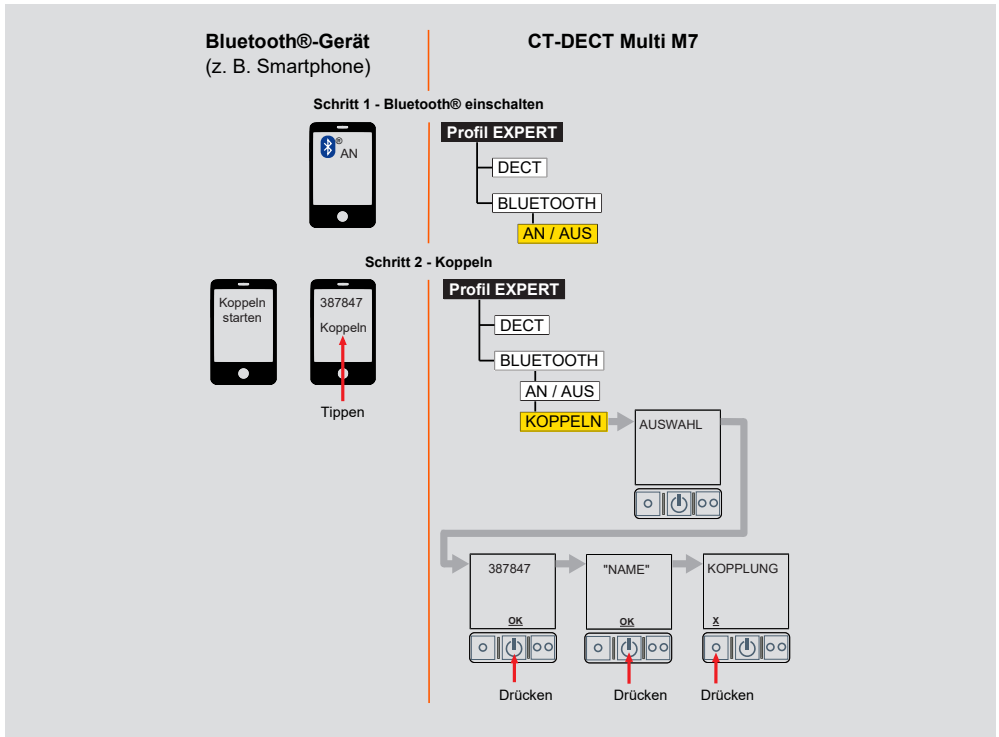 Bluetooth®-Gerät
(z. B. Smartphone)
CT-DECT Multi M7
Schritt 1 - Bluetooth® einschalten
® AN
Profil EXPERT
DECT
BLUETOOTH
AN / AUS
Schritt 2 - Koppeln
Koppeln
starten
387847
Koppeln
Tippen
Profil EXPERT
DECT
BLUETOOTH
AN / AUS
KOPPELN
AUSWAHL
387847
OK
"NAME"
OK
KOPPLUNG
X
Drücken
Drücken
Drücken